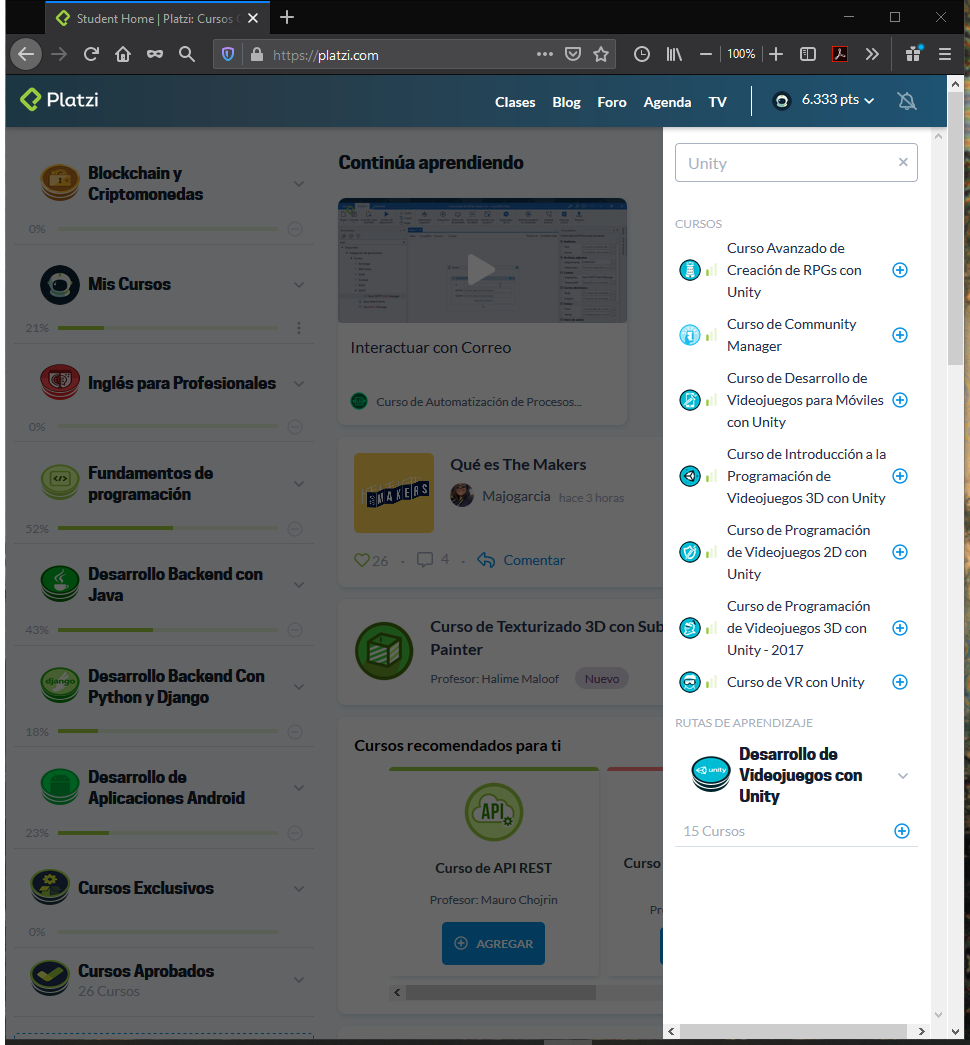 Student Home | Platzi: Cursos
https://platzi.com
100%
Platzi
Clases Blog Foro Agenda TV
6.333 pts
Blockchain y
Criptomonedas
0%
Mis Cursos
21%
Inglés para Profesionales
0%
Fundamentos de
programación
52%
Desarrollo Backend con
Java
43%
django
Desarrollo Backend Con
Python y Django
18%
Desarrollo de
Aplicaciones Android
23%
Cursos Exclusivos
0%
Cursos Aprobados
26 Cursos
Continúa aprendiendo
Interactuar con Correo
Curso de Automatización de Procesos...
MAKERS
Qué es The Makers
Majogarcia hace 3 horas
26 · 4 · Comentar
Curso de Texturizado 3D con Sub
Painter
Profesor: Halime Maloof Nuevo
Cursos recomendados para ti
API
Curso de API REST
Profesor: Mauro Chojrin
AGREGAR
Curso
Pr
Unity
CURSOS
Curso Avanzado de
Creación de RPGs con
Unity
Curso de Community
Manager
Curso de Desarrollo de
Videojuegos para Móviles
con Unity
Curso de Introducción a la
Programación de
Videojuegos 3D con Unity
Curso de Programación
de Videojuegos 2D con
Unity
Curso de Programación
de Videojuegos 3D con
Unity - 2017
Curso de VR con Unity
RUTAS DE APRENDIZAJE
unity
Desarrollo de
Videojuegos con
Unity
15 Cursos